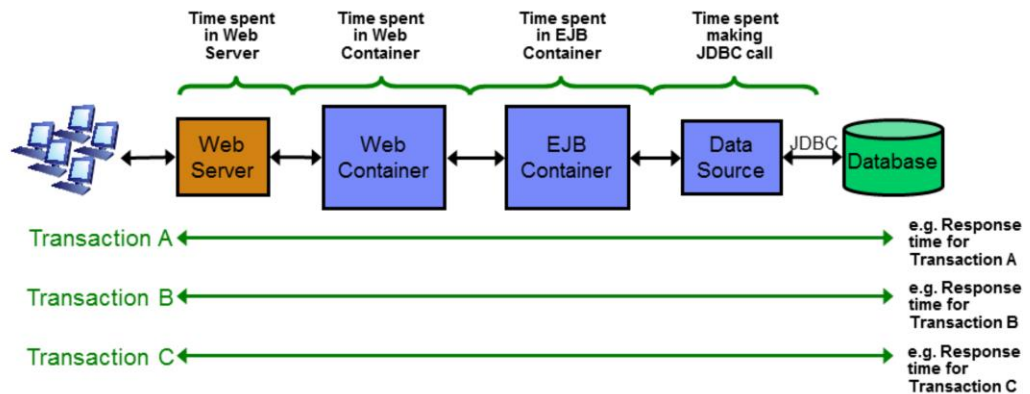 Time spent
in Web
Server
Time spent
in Web
Container
Time spent
in EJB
Container
Time spent
making
JDBC call
Web
Server
Web
Container
EJB
Container
Data
Source
JDBC
Database
Transaction A
e.g. Response
time for
Transaction A
Transaction B
e.g. Response
time for
Transaction B
Transaction C
e.g. Response
time for
Transaction C